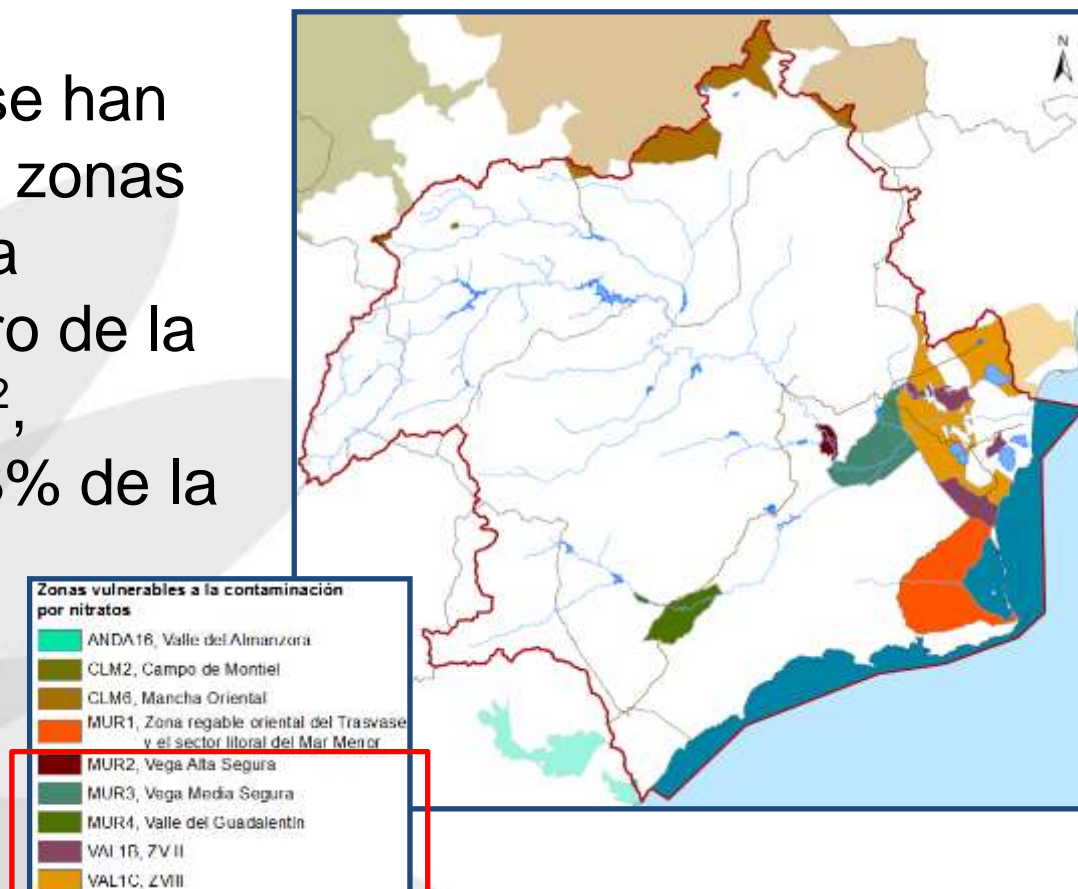 se han
zonas
a
ro de la
2,
% de la
N
Zonas vulnerables a la contaminación
por nitratos
ANDA16, Valle del Almanzora
CLM2, Campo de Montiel
CLM6, Mancha Oriental
MUR1, Zona regable oriental del Trasvase
y el sector litoral del Mar Menor
MUR2, Vega Alta Segura
MUR3, Vega Media Segura
MUR4, Valle del Guadalentín
VAL1B, ZV II
VAL1C, ZVIII